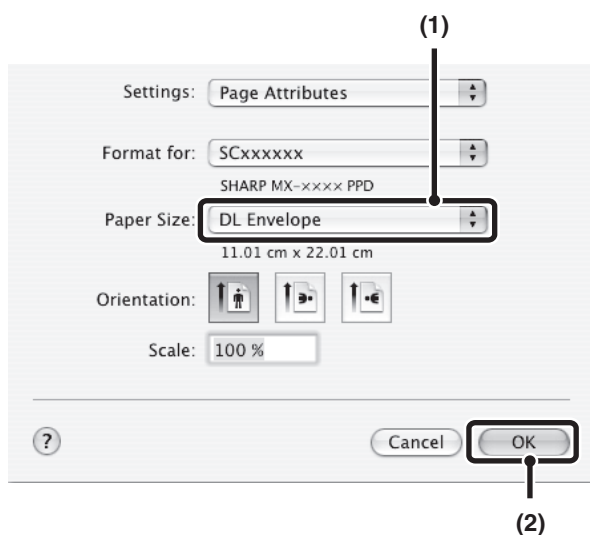 (1)
Settings: Page Attributes
Format for: SCxxxxxx
SHARP MX-×××× PPD
Paper Size: DL Envelope
11.01 cm x 22.01 cm
Orientation:
Scale: 100 %
? Cancel OK
(2)